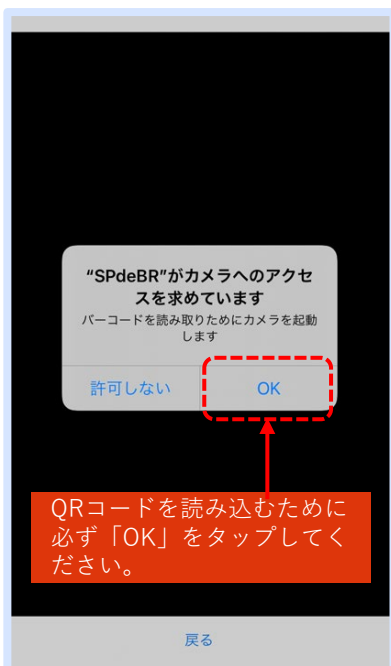 “SPdeBR”がカメラへのアクセ
スを求めています
バーコードを読み取りためにカメラを起動
します
許可しない
OK
QRコードを読み込むために
必ず「OK」をタップしてく
ださい。
戻る